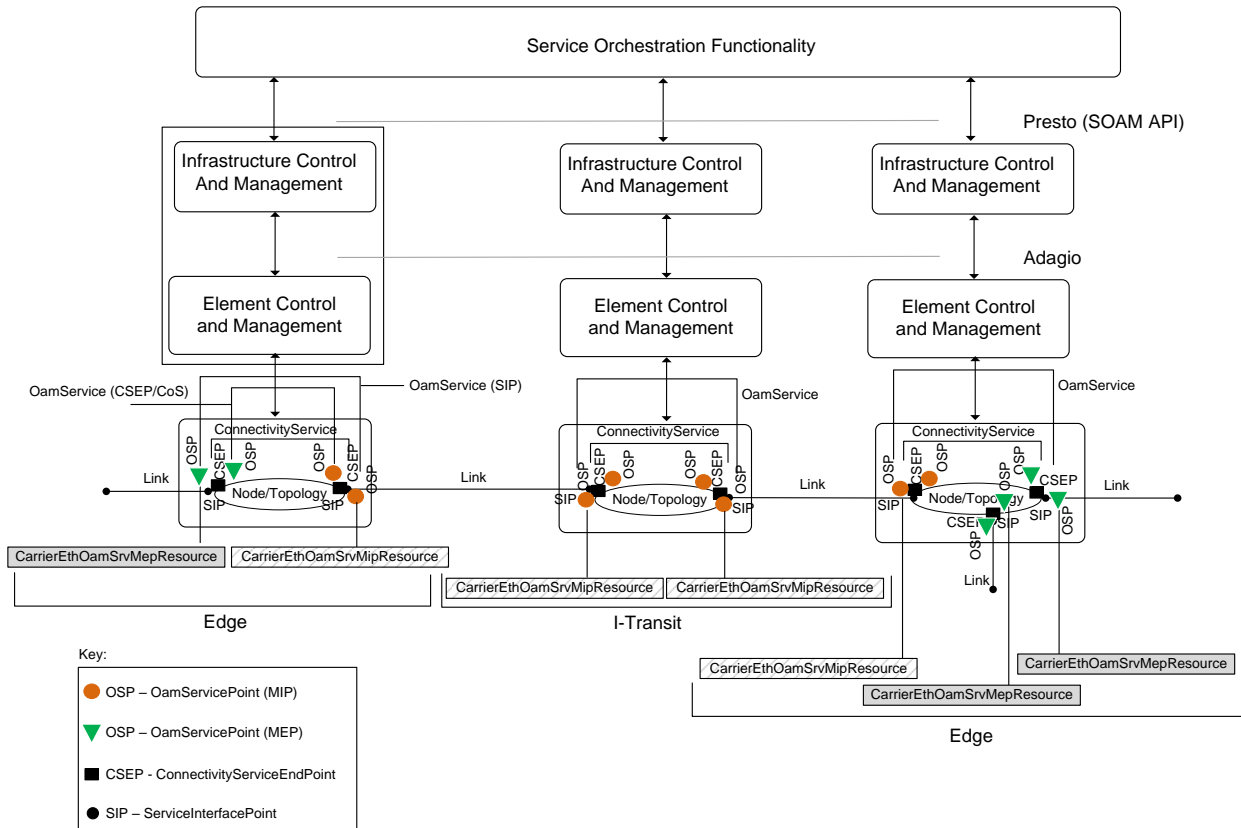 Service Orchestration Functionality
Presto (SOAM API)
Infrastructure Control
And Management
Infrastructure Control
And Management
Infrastructure Control
And Management
Adagio
Element Control
and Management
Element Control
and Management
Element Control
and Management
OamService (CSEP/CoS)
OamService (SIP)
OamService
OamService
ConnectivityService
OSP
CSEP
OSP
OSP
CSEP
OSP
Link
Node/Topology
SIP
SIP
Link
ConnectivityService
OSP
CSEP
OSP
OSP
CSEP
OSP
SIP
Node/Topology
SIP
Link
ConnectivityService
OSP
CSEP
OSP
OSP
OSP
CSEP
Link
SIP
Node/Topology
CSEP
SIP
SIP
OSP
OSP
Link
CarrierEthOamSrvMepResource
CarrierEthOamSrvMipResource
CarrierEthOamSrvMipResource
CarrierEthOamSrvMipResource
Edge
I-Transit
CarrierEthOamSrvMipResource
CarrierEthOamSrvMepResource
CarrierEthOamSrvMepResource
Edge
Key:
OSP – OamServicePoint (MIP)
OSP – OamServicePoint (MEP)
CSEP - ConnectivityServiceEndPoint
SIP – ServiceInterfacePoint